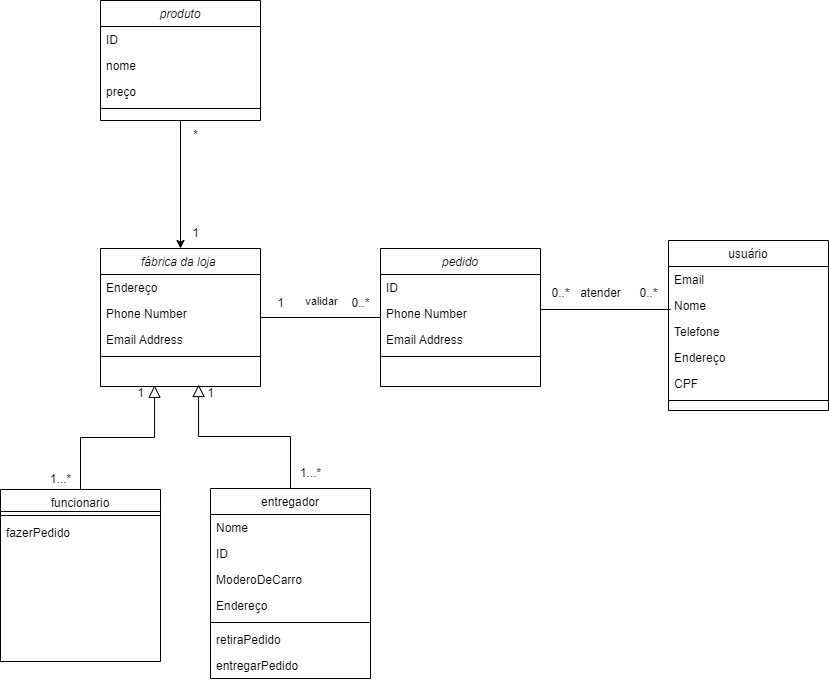 produto
ID
nome
preço
*
1
fábrica da loja
Endereço
Phone Number
Email Address
1
validar
0..*
pedido
ID
Phone Number
Email Address
0..*
atender
0..*
usuário
Email
Nome
Telefone
Endereço
CPF
1
1
1...*
1...*
funcionario
fazerPedido
entregador
Nome
ID
ModeroDeCarro
Endereço
retiraPedido
entregarPedido